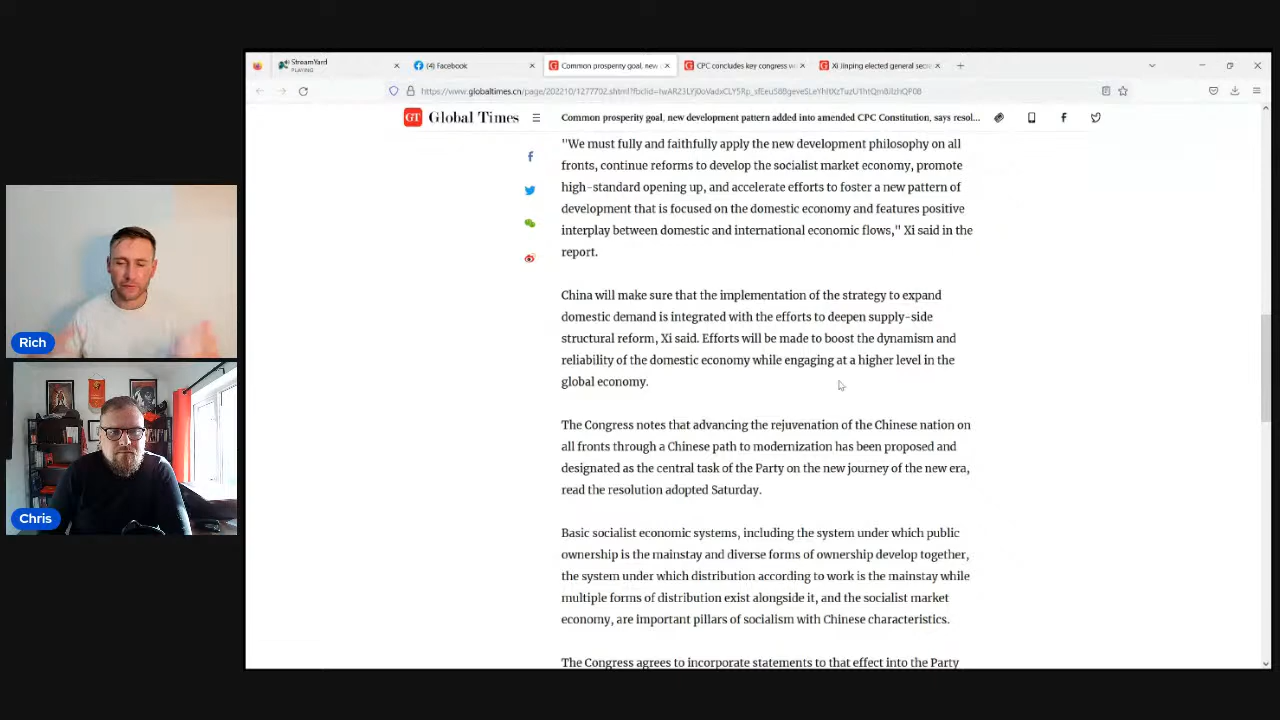 StreamYard
PLAYING
(4) Facebook
Common prosperity goal, new
CPC concludes key congress w
Xi Jinping elected general secre
Global Times
Common prosperity goal, new development pattern added into amended CPC Constitution, says resol...
"We must fully and faithfully apply the new development philosophy on all
fronts, continue reforms to develop the socialist market economy, promote
high-standard opening up, and accelerate efforts to foster a new pattern of
development that is focused on the domestic economy and features positive
interplay between domestic and international economic flows," Xi said in the
report.
China will make sure that the implementation of the strategy to expand
domestic demand is integrated with the efforts to deepen supply-side
structural reform, Xi said. Efforts will be made to boost the dynamism and
reliability of the domestic economy while engaging at a higher level in the
global economy.
The Congress notes that advancing the rejuvenation of the Chinese nation on
all fronts through a Chinese path to modernization has been proposed and
designated as the central task of the Party on the new journey of the new era,
read the resolution adopted Saturday.
Basic socialist economic systems, including the system under which public
ownership is the mainstay and diverse forms of ownership develop together,
the system under which distribution according to work is the mainstay while
multiple forms of distribution exist alongside it, and the socialist market
economy, are important pillars of socialism with Chinese characteristics.
The Congress agrees to incorporate statements to that effect into the Party
Rich
Chris
GT